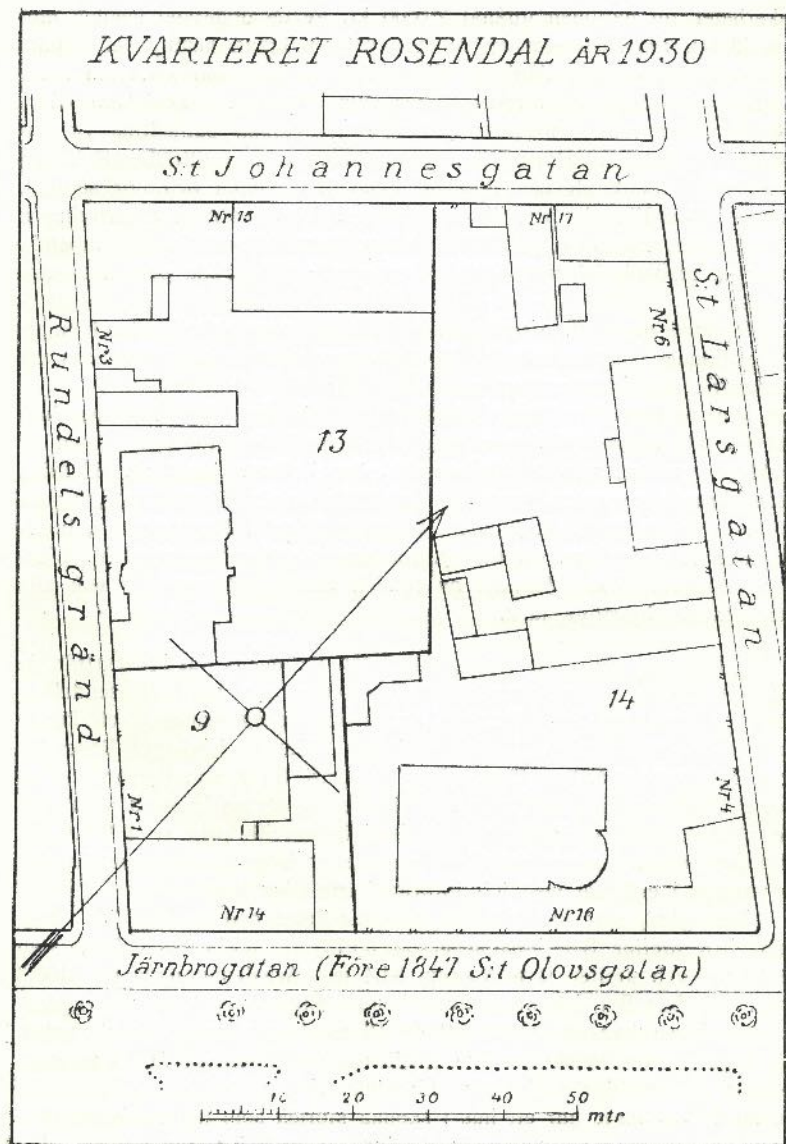 KVARTERET ROSENDAL ÅR 1930
S:t Johannesgatan
Nr 15
Nr 17
S:t Larsgatan
Nr 6
Rundels gränd
Nr 3
13
9
14
Nr 1
Nr 4
Nr 14
Nr 16
Järnbrogatan (Före 1847 S:t Olovsgatan)
10 20 30 40 50
mtr